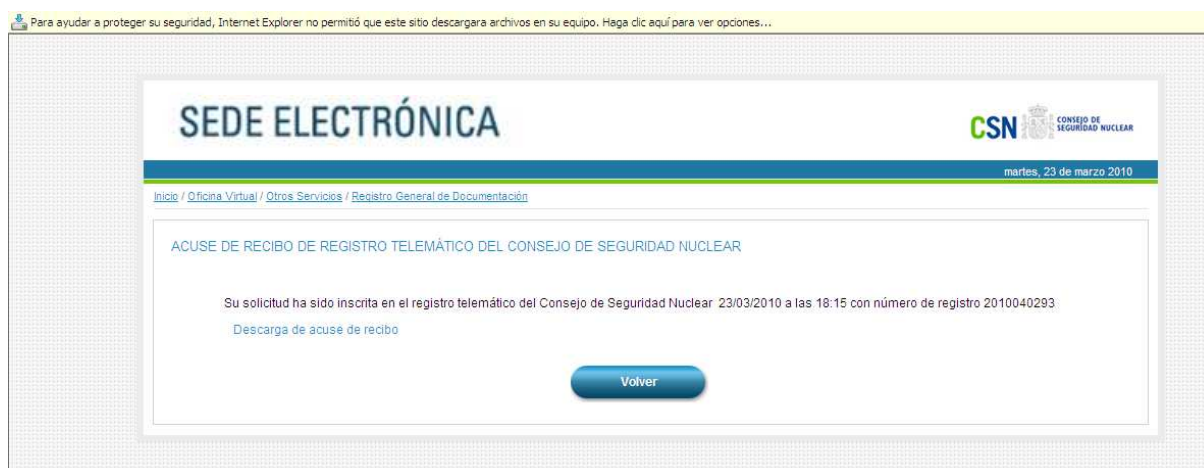 Para ayudar a proteger su seguridad, Internet Explorer no permitió que este sitio descargara archivos en su equipo. Haga clic aquí para ver opciones...
SEDE ELECTRÓNICA
CSN CONSEJO DE
SEGURIDAD NUCLEAR
martes, 23 de marzo 2010
Inicio / Oficina Virtual / Otros Servicios / Registro General de Documentación
ACUSE DE RECIBO DE REGISTRO TELEMÁTICO DEL CONSEJO DE SEGURIDAD NUCLEAR
Su solicitud ha sido inscrita en el registro telemático del Consejo de Seguridad Nuclear 23/03/2010 a las 18:15 con número de registro 2010040293
Descarga de acuse de recibo
Volver